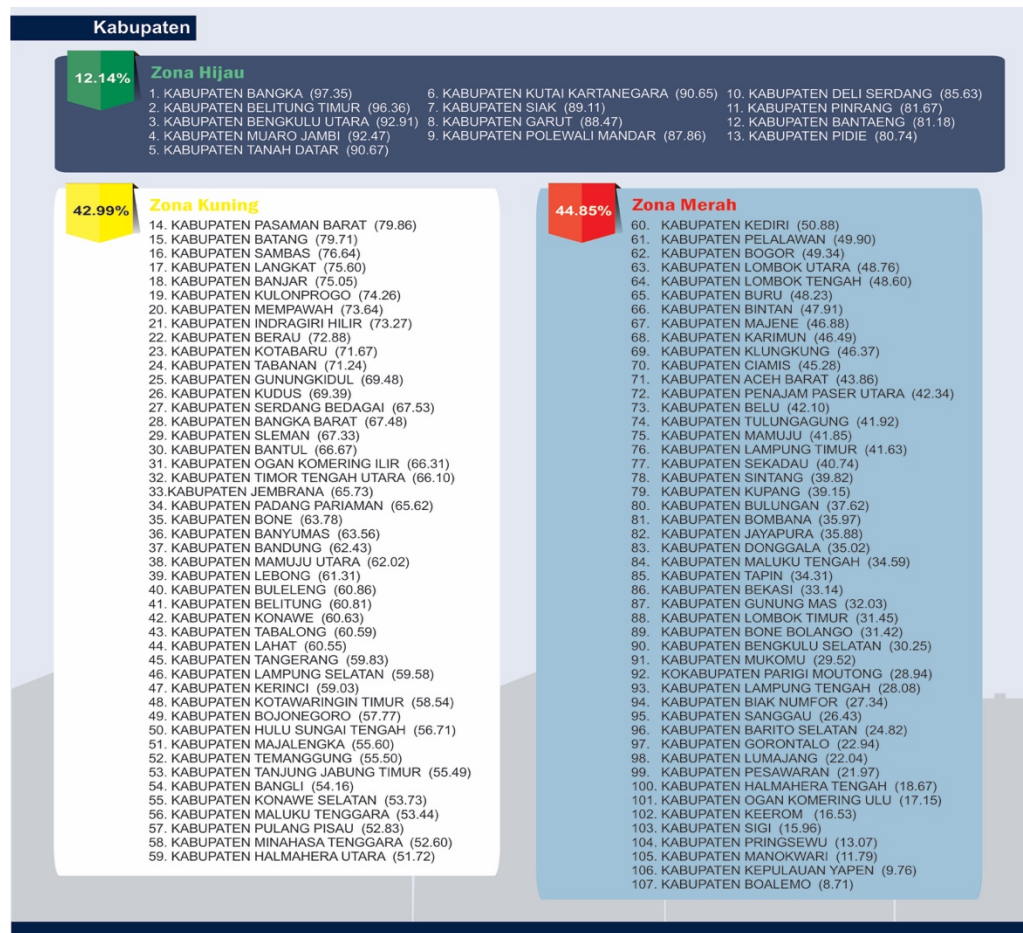 Kabupaten
12.14%
Zona Hijau
1. KABUPATEN BANGKA (97.35)
2. KABUPATEN BELITUNG TIMUR (96.36)
3. KABUPATEN BENGKULU UTARA (92.91)
4. KABUPATEN MUARO JAMBI (92.47)
5. KABUPATEN TANAH DATAR (90.67)
6. KABUPATEN KUTAI KARTANEGARA (90.65)
7. KABUPATEN SIAK (89.11)
8. KABUPATEN GARUT (88.47)
9. KABUPATEN POLEWALI MANDAR (87.86)
10. KABUPATEN DELI SERDANG (85.63)
11. KABUPATEN PINRANG (81.67)
12. KABUPATEN BANTAENG (81.18)
13. KABUPATEN PIDIE (80.74)
42.99%
Zona Kuning
14. KABUPATEN PASAMAN BARAT (79.86)
15. KABUPATEN BATANG (79.71)
16. KABUPATEN SAMBAS (76.64)
17. KABUPATEN LANGKAT (75.60)
18. KABUPATEN BANJAR (75.05)
19. KABUPATEN KULONPROGO (74.26)
20. KABUPATEN MEMPAWAH (73.64)
21. KABUPATEN INDRAGIRI HILIR (73.27)
22. KABUPATEN BERAU (72.88)
23. KABUPATEN KOTABARU (71.67)
24. KABUPATEN TABANAN (71.24)
25. KABUPATEN GUNUNGKIDUL (69.48)
26. KABUPATEN KUDUS (69.39)
27. KABUPATEN SERDANG BEDAGAI (67.53)
28. KABUPATEN BANGKA BARAT (67.48)
29. KABUPATEN SLEMAN (67.33)
30. KABUPATEN BANTUL (66.67)
31. KABUPATEN OGAN KOMERING ILIR (66.31)
32. KABUPATEN TIMOR TENGAH UTARA (66.10)
33.KABUPATEN JEMBRANA (65.73)
34. KABUPATEN PADANG PARIAMAN (65.62)
35. KABUPATEN BONE (63.78)
36. KABUPATEN BANYUMAS (63.56)
37. KABUPATEN BANDUNG (62.43)
38. KABUPATEN MAMUJU UTARA (62.02)
39. KABUPATEN LEBONG (61.31)
40. KABUPATEN BULELENG (60.86)
41. KABUPATEN BELITUNG (60.81)
42. KABUPATEN KONAWE (60.63)
43. KABUPATEN TABALONG (60.59)
44. KABUPATEN LAHAT (60.55)
45. KABUPATEN TANGERANG (59.83)
46. KABUPATEN LAMPUNG SELATAN (59.58)
47. KABUPATEN KERINCI (59.03)
48. KABUPATEN KOTAWARINGIN TIMUR (58.54)
49. KABUPATEN BOJONEGORO (57.77)
50. KABUPATEN HULU SUNGAI TENGAH (56.71)
51. KABUPATEN MAJALENGKA (55.60)
52. KABUPATEN TEMANGGUNG (55.50)
53. KABUPATEN TANJUNG JABUNG TIMUR (55.49)
54. KABUPATEN BANGLI (54.16)
55. KABUPATEN KONAWE SELATAN (53.73)
56. KABUPATEN MALUKU TENGGARA (53.44)
57. KABUPATEN PULANG PISAU (52.83)
58. KABUPATEN MINAHASA TENGGARA (52.60)
59. KABUPATEN HALMAHERA UTARA (51.72)
44.85%
Zona Merah
60. KABUPATEN KEDIRI (50.88)
61. KABUPATEN PELALAWAN (49.90)
62. KABUPATEN BOGOR (49.34)
63. KABUPATEN LOMBOK UTARA (48.76)
64. KABUPATEN LOMBOK TENGAH (48.60)
65. KABUPATEN BURU (48.23)
66. KABUPATEN BINTAN (47.91)
67. KABUPATEN MAJENE (46.88)
68. KABUPATEN KARIMUN (46.49)
69. KABUPATEN KLUNGKUNG (46.37)
70. KABUPATEN CIAMIS (45.28)
71. KABUPATEN ACEH BARAT (43.86)
72. KABUPATEN PENAJAM PASER UTARA (42.34)
73. KABUPATEN BELU (42.10)
74. KABUPATEN TULUNGAGUNG (41.92)
75. KABUPATEN MAMUJU (41.85)
76. KABUPATEN LAMPUNG TIMUR (41.63)
77. KABUPATEN SEKADAU (40.74)
78. KABUPATEN SINTANG (39.82)
79. KABUPATEN KUPANG (39.15)
80. KABUPATEN BULUNGAN (37.62)
81. KABUPATEN BOMBANA (35.97)
82. KABUPATEN JAYAPURA (35.88)
83. KABUPATEN DONGGALA (35.02)
84. KABUPATEN MALUKU TENGAH (34.59)
85. KABUPATEN TAPIN (34.31)
86. KABUPATEN BEKASI (33.14)
87. KABUPATEN GUNUNG MAS (32.03)
88. KABUPATEN LOMBOK TIMUR (31.45)
89. KABUPATEN BONE BOLANGO (31.42)
90. KABUPATEN BENGKULU SELATAN (30.25)
91. KABUPATEN MUKOMU (29.52)
92. KOKABUPATEN PARIGI MOUTONG (28.94)
93. KABUPATEN LAMPUNG TENGAH (28.08)
94. KABUPATEN BIAK NUMFOR (27.34)
95. KABUPATEN SANGGAU (26.43)
96. KABUPATEN BARITO SELATAN (24.82)
97. KABUPATEN GORONTALO (22.94)
98. KABUPATEN LUMAJANG (22.04)
99. KABUPATEN PESAWARAN (21.97)
100. KABUPATEN HALMAHERA TENGAH (18.67)
101. KABUPATEN OGAN KOMERING ULU (17.15)
102. KABUPATEN KEEROM (16.53)
103. KABUPATEN SIGI (15.96)
104. KABUPATEN PRINGSEWU (13.07)
105. KABUPATEN MANOKWARI (11.79)
106. KABUPATEN KEPULAUAN YAPEN (9.76)
107. KABUPATEN BOALEMO (8.71)